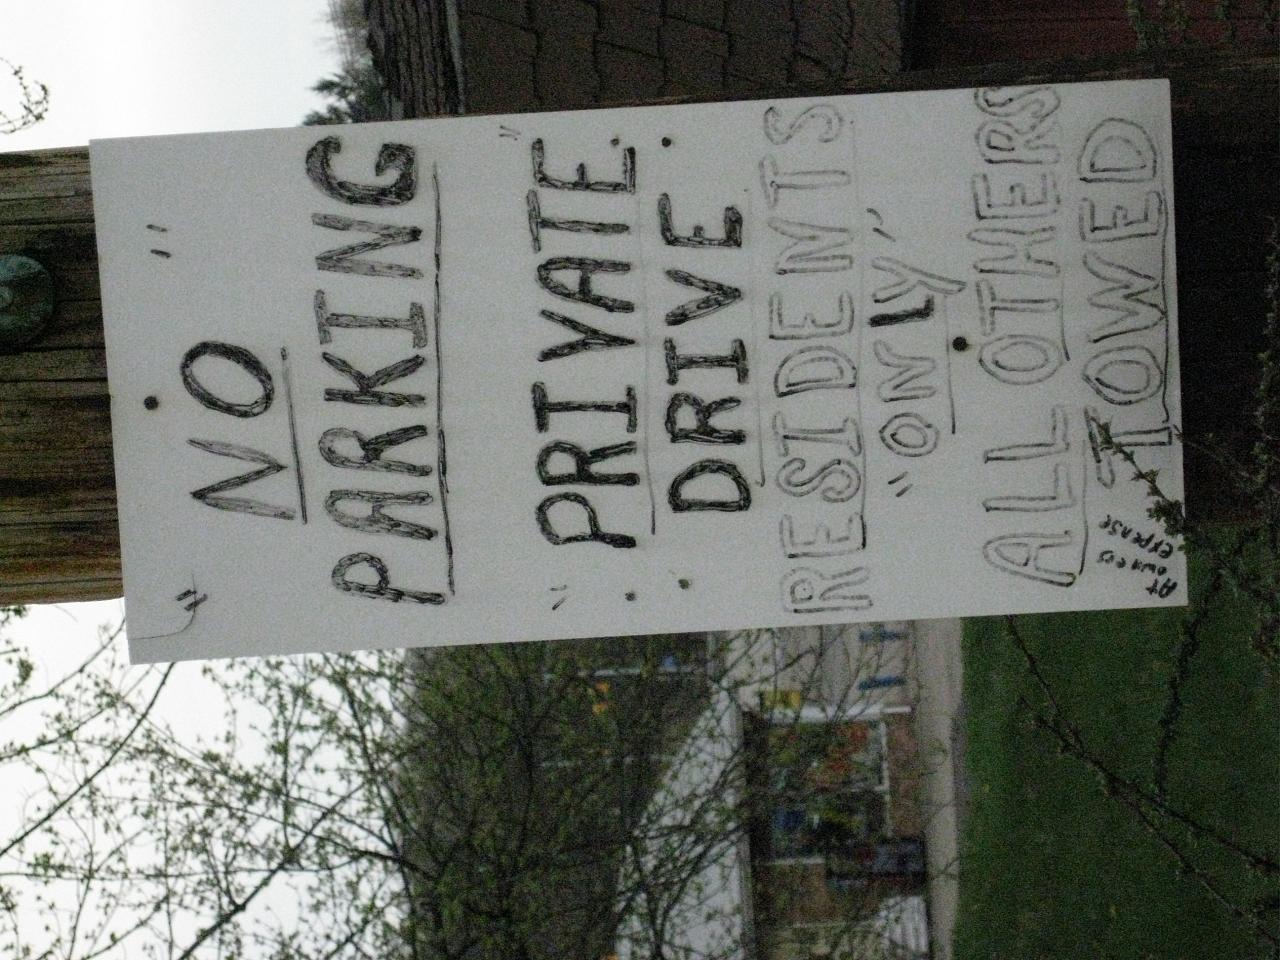 " NO "
PARKING
" PRIVATE "
DRIVE
RESIDENTS
"ONLY"
ALL OTHERS
TOWED
At
owners
expense